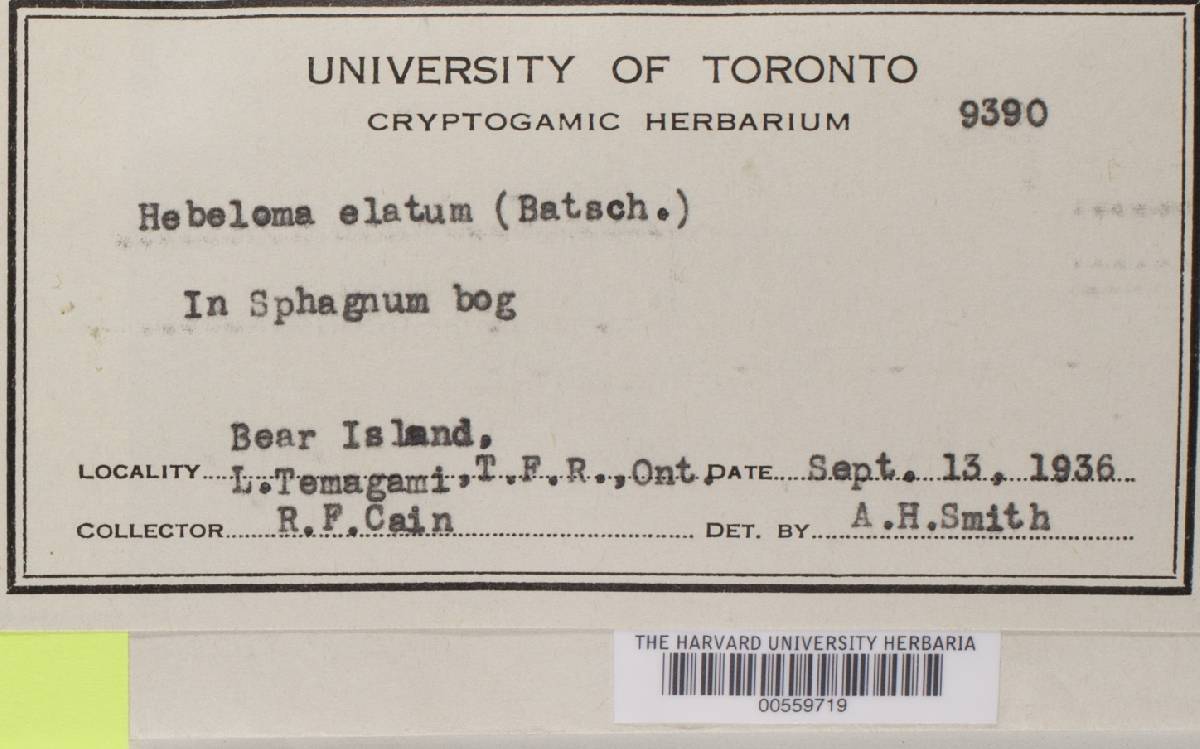 UNIVERSITY OF TORONTO
CRYPTOGAMIC HERBARIUM 9390
Hebeloma elatum (Batsch.)
In Sphagnum bog
Bear Island,
LOCALITY L.Temagami,T.F.R.,Ont. DATE Sept. 13, 1936
COLLECTOR R.F.Cain DET. BY A.H.Smith
THE HARVARD UNIVERSITY HERBARIA
00559719